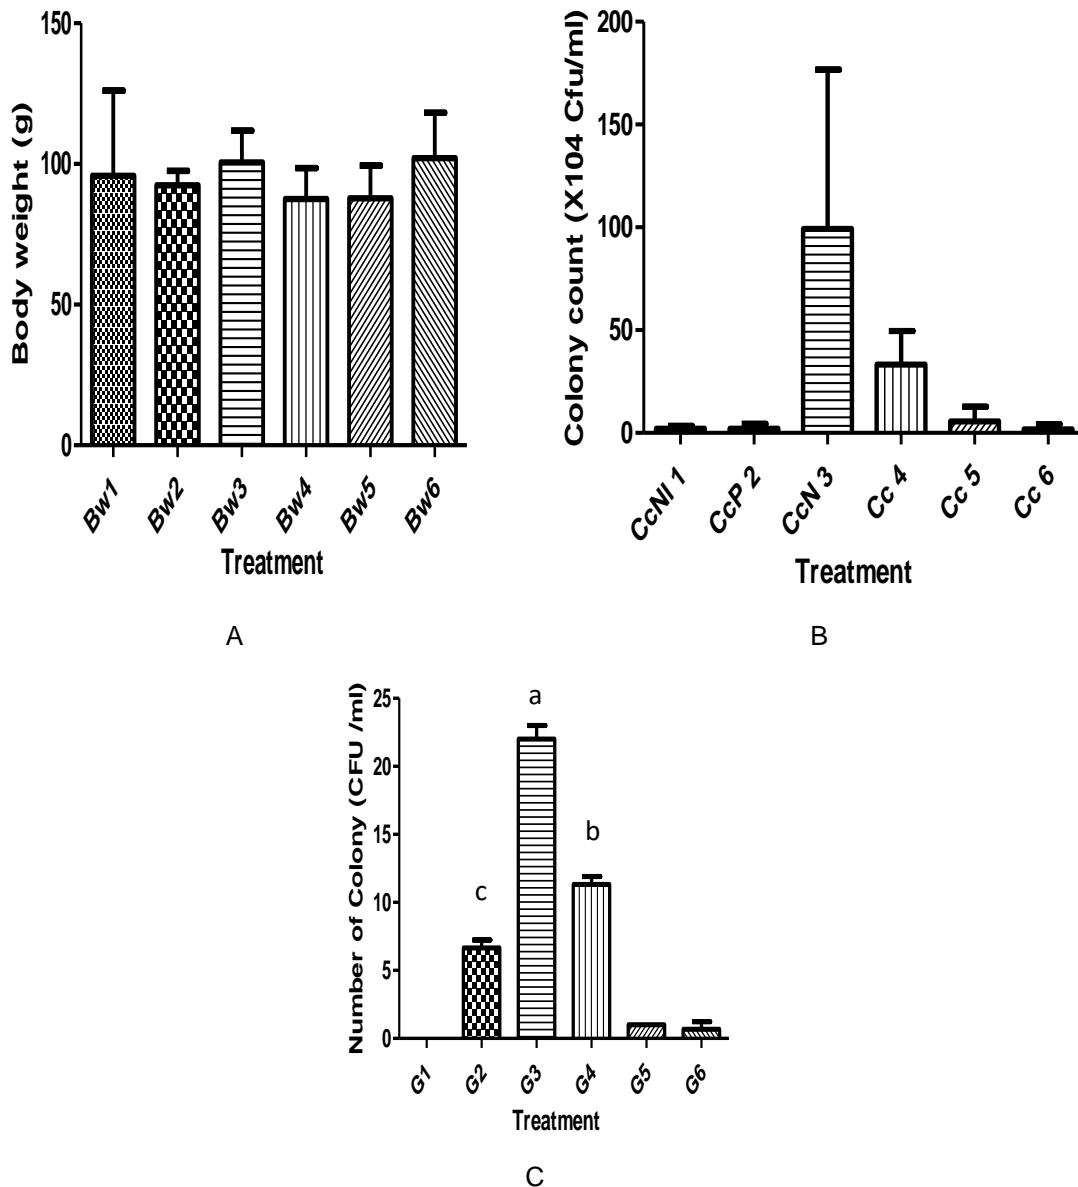 Body weight (g)
150
100
50
0
Bw1 Bw2 Bw3 Bw4 Bw5 Bw6
Treatment
A
Colony count (X104 Cfu/ml)
200
150
100
50
0
CcNl 1 CcP 2 CcN 3 Cc 4 Cc 5 Cc 6
Treatment
B
Number of Colony (CFU /ml)
25
20
15
10
5
0
a
b
c
G1 G2 G3 G4 G5 G6
Treatment
C